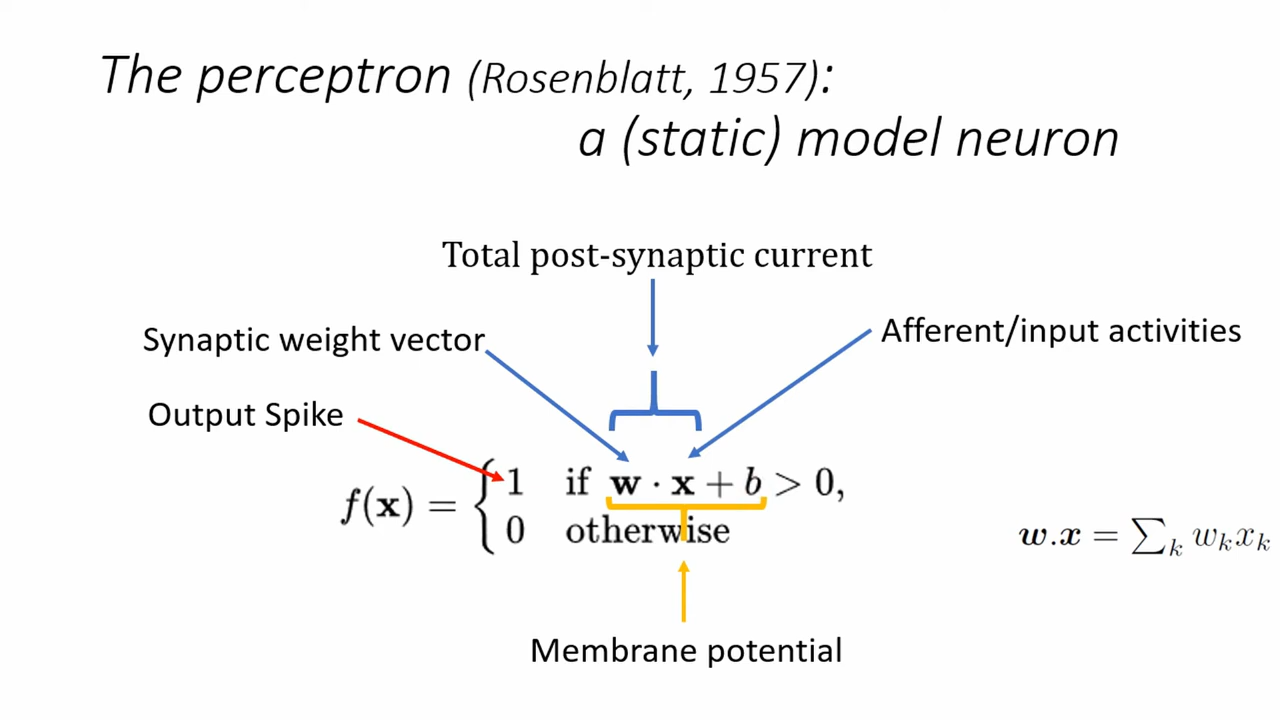 The perceptron (Rosenblatt, 1957):
a (static) model neuron
Total post-synaptic current
Synaptic weight vector
Afferent/input activities
Output Spike
f(x) = { 1 if w · x + b > 0,
0 otherwise
w.x = ∑ₖ wₖxₖ
Membrane potential